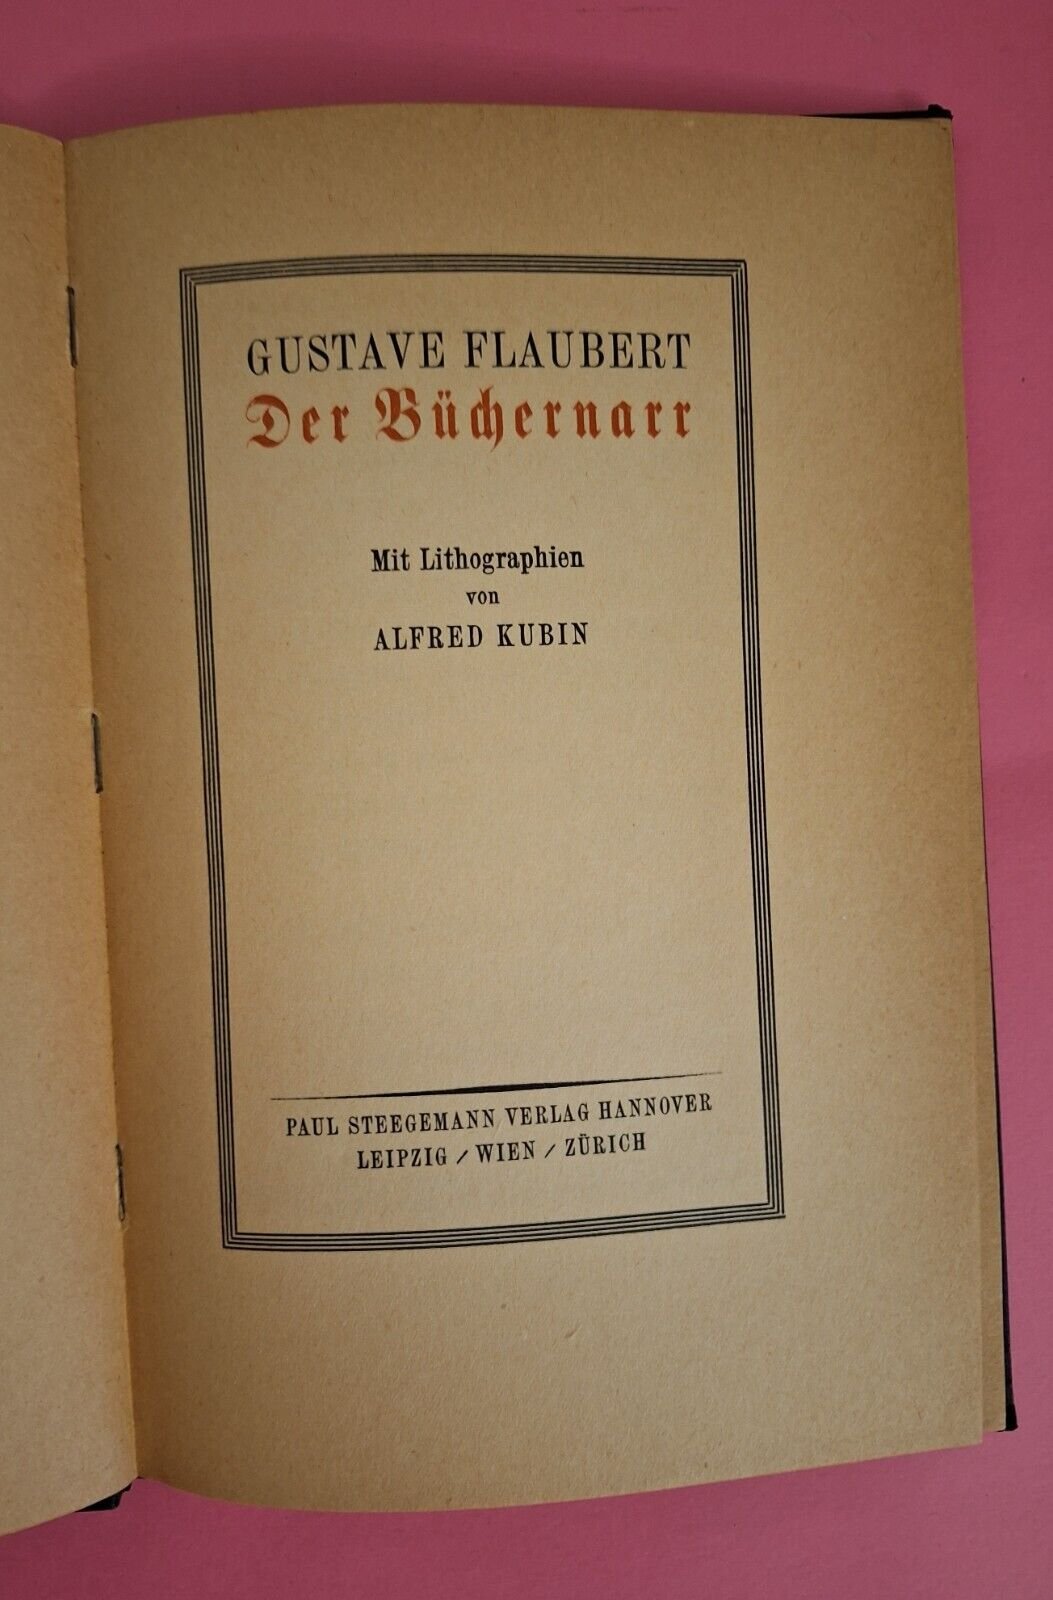 GUSTAVE FLAUBERT
Der Büchernarr
Mit Lithographien
von
ALFRED KUBIN
PAUL STEEGEMANN VERLAG HANNOVER
LEIPZIG / WIEN / ZÜRICH